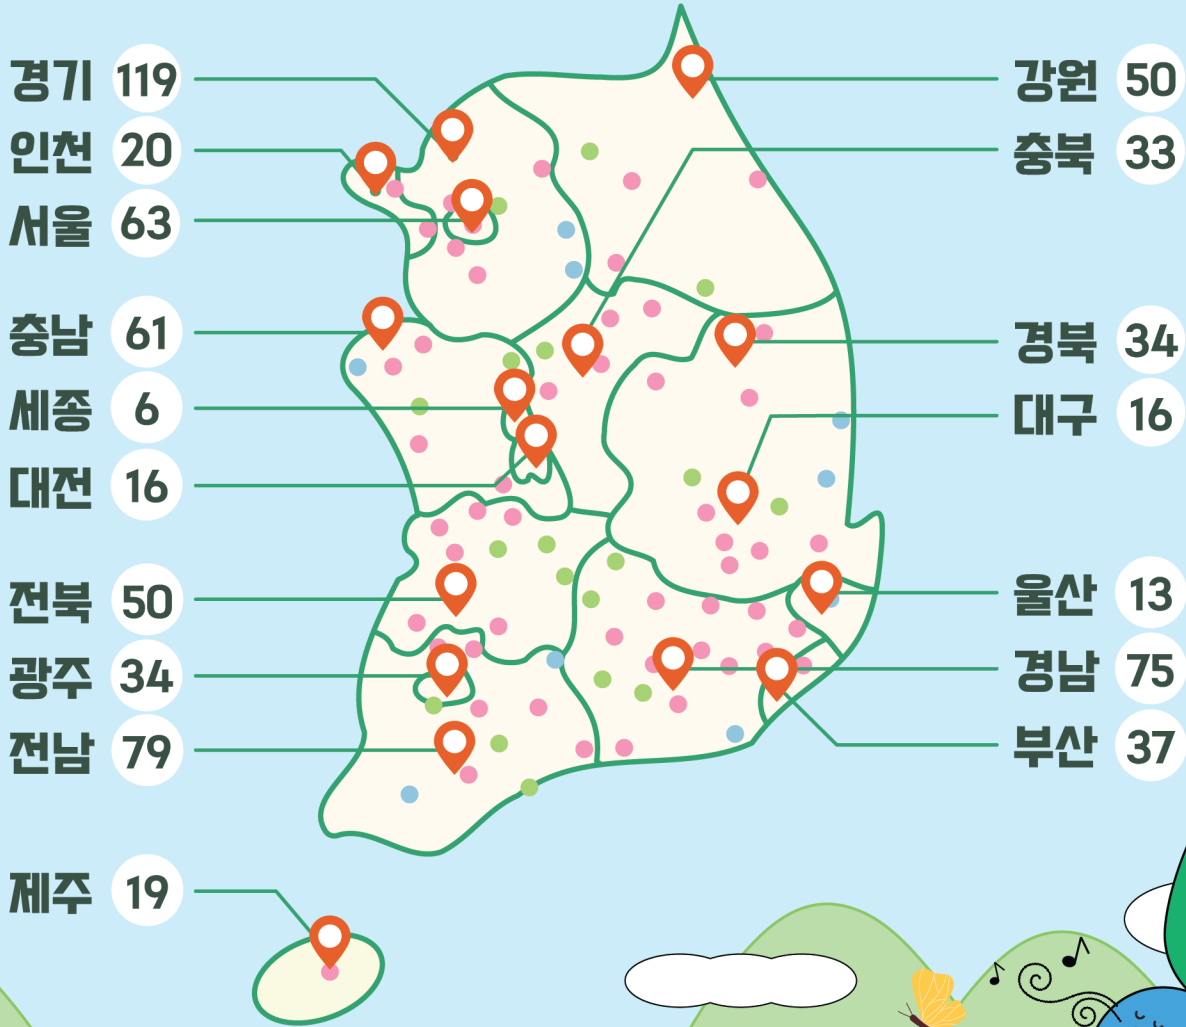 경기 119
인천 20
서울 63
충남 61
세종 6
대전 16
전북 50
광주 34
전남 79
제주 19
강원 50
충북 33
경북 34
대구 16
울산 13
경남 75
부산 37